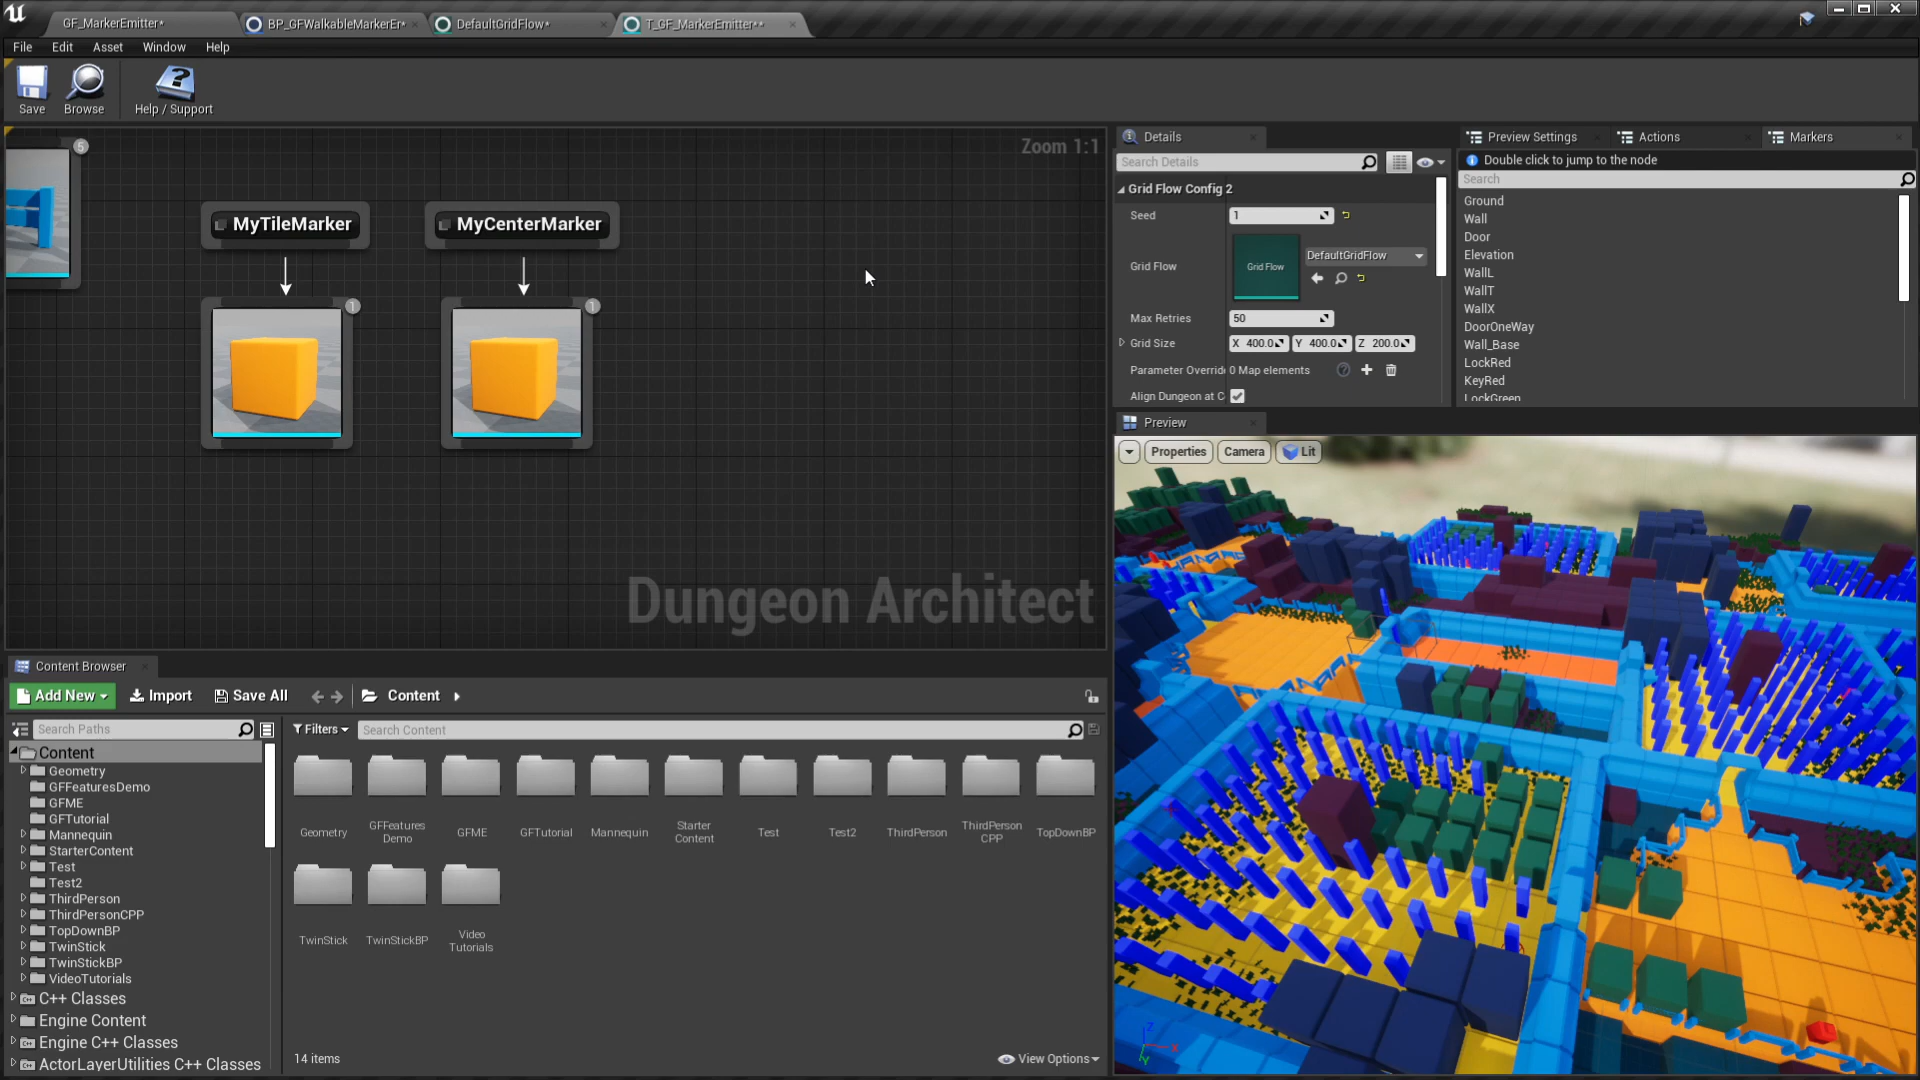 GF_MarkerEmitter*
BP_GFWalkableMarkerEr*
DefaultGridFlow*
T_GF_MarkerEmitter**
File Edit Asset Window Help
Save
Browse
Help / Support
Zoom 1:1
5
MyTileMarker
MyCenterMarker
1
1
Dungeon Architect
Details
Search Details
Grid Flow Config 2
Seed 1
Grid Flow
Grid Flow
DefaultGridFlow
Max Retries 50
Grid Size X 400.0 Y 400.0 Z 200.0
Parameter Overrid 0 Map elements
Align Dungeon at C
Preview Settings
Actions
Markers
Double click to jump to the node
Search
Ground
Wall
Door
Elevation
WallL
WallT
WallX
DoorOneWay
Wall_Base
LockRed
KeyRed
LockGreen
Preview
Properties
Camera
Lit
Z
X
Y
Content Browser
Add New
Import
Save All
Content
Search Paths
Content
Geometry
GFFeaturesDemo
GFME
GFTutorial
Mannequin
StarterContent
Test
Test2
ThirdPerson
ThirdPersonCPP
TopDownBP
TwinStick
TwinStickBP
VideoTutorials
C++ Classes
Engine Content
Engine C++ Classes
ActorLayerUtilities C++ Classes
Filters
Search Content
Geometry
GFFeatures
Demo
GFME
GFTutorial
Mannequin
Starter
Content
Test
Test2
ThirdPerson
ThirdPerson
CPP
TopDownBP
TwinStick
TwinStickBP
Video
Tutorials
14 items
View Options